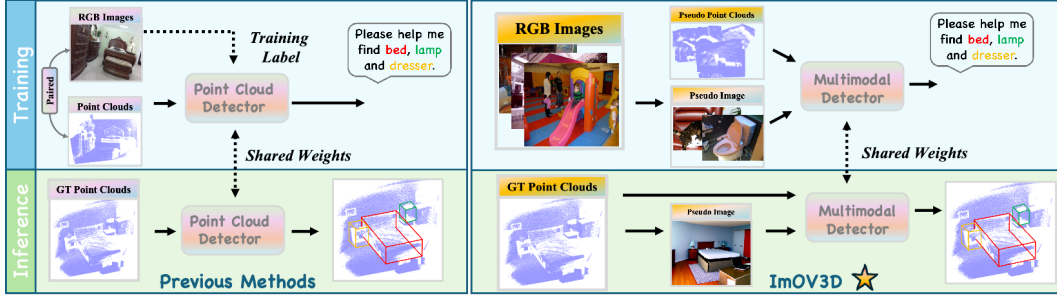 Training
RGB Images
Paired
Point Clouds
Training
Label
Point Cloud
Detector
Please help me
find bed, lamp
and dresser.
Shared Weights
Inference
GT Point Clouds
Point Cloud
Detector
Previous Methods
RGB Images
Pseudo Point Clouds
Pseudo Image
Multimodal
Detector
Please help me
find bed, lamp
and dresser.
Shared Weights
GT Point Clouds
Pseudo Image
Multimodal
Detector
ImOV3D